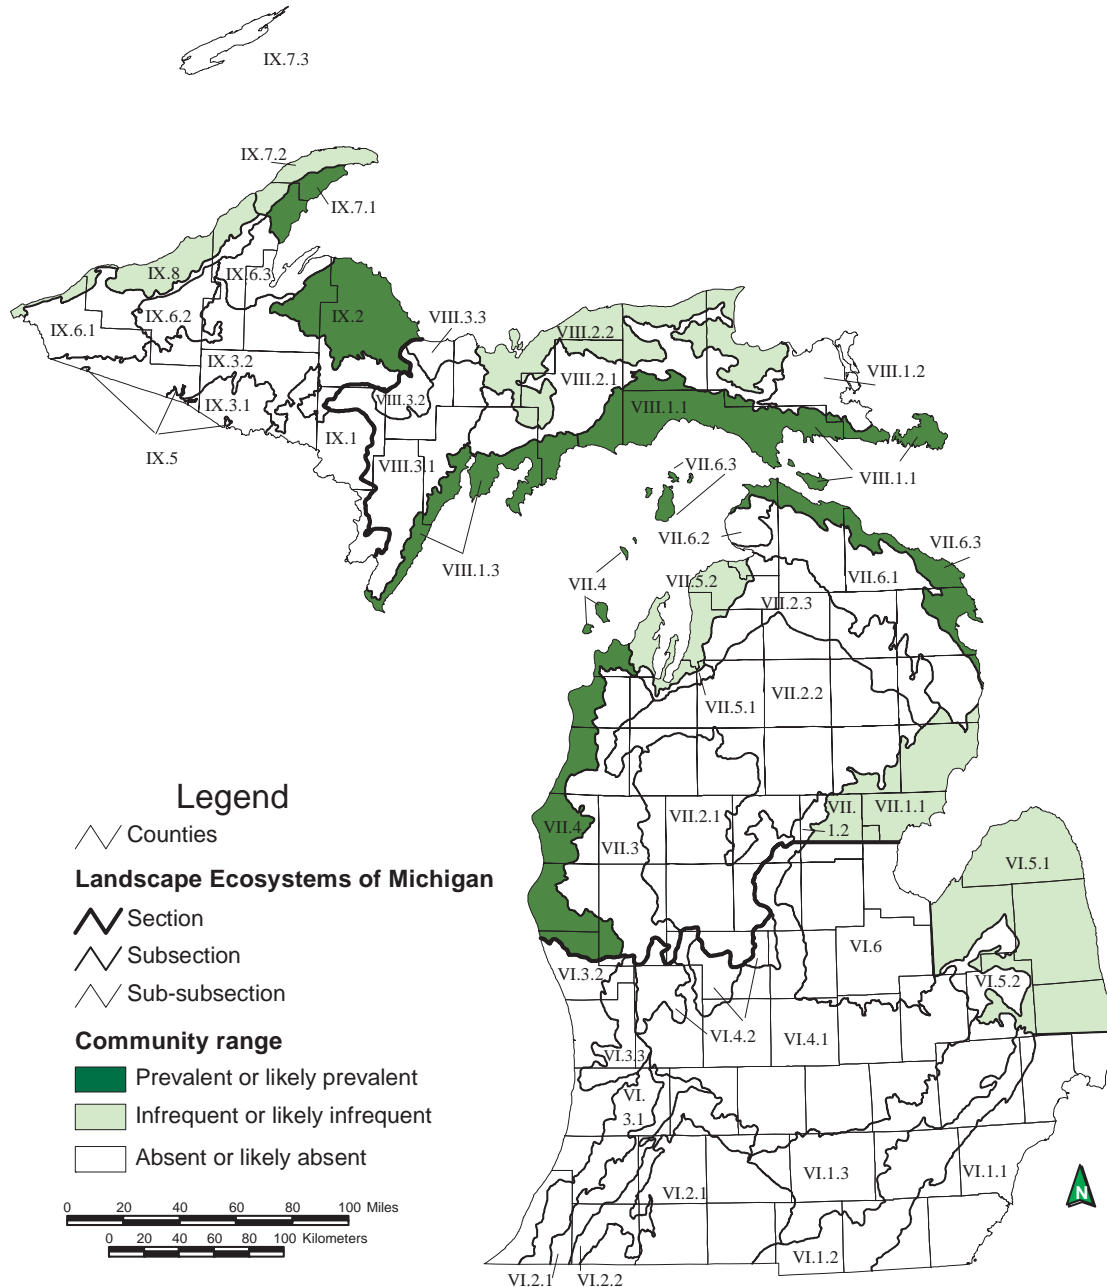 IX.7.3
IX.7.2
IX.7.1
IX.8
IX.6.3
IX.2
IX.6.1
IX.6.2
VIII.3.3
VIII.2.2
IX.3.2
VIII.2.1
VIII.1.2
IX.3.1
VIII.3.2
VIII.1.1
IX.5
IX.1
VIII.3.1
VII.6.3
VIII.1.1
VII.6.2
VII.6.3
VIII.1.3
VII.4
VII.5.2
VII.6.1
VII.2.3
VII.5.1
VII.2.2
VII.4
VII.3
VII.2.1
VII.
1.2
VII.1.1
VI.5.1
VI.6
VI.3.2
VI.5.2
VI.4.2
VI.4.1
VI.3.3
VI.
3.1
VI.2.1
VI.1.3
VI.1.1
VI.1.2
VI.2.1
VI.2.2
Legend
Counties
Landscape Ecosystems of Michigan
Section
Subsection
Sub-subsection
Community range
Prevalent or likely prevalent
Infrequent or likely infrequent
Absent or likely absent
0 20 40 60 80 100 Miles
0 20 40 60 80 100 Kilometers
N